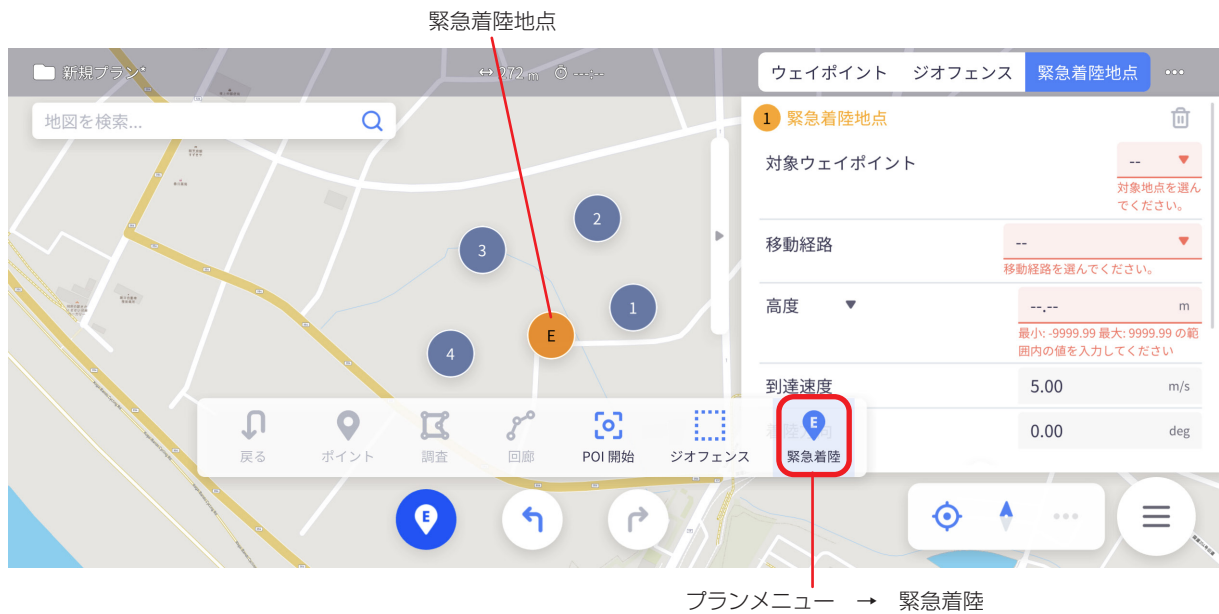 緊急着陸地点
新規プラン*
272 m
---:--
ウェイポイント
ジオフェンス
緊急着陸地点
地図を検索...
1 緊急着陸地点
対象ウェイポイント
--
対象地点を選ん
でください。
移動経路
--
移動経路を選んでください。
高度
--.--
m
最小: -9999.99 最大: 9999.99 の範
囲内の値を入力してください
到達速度
5.00
m/s
0.00
deg
2
3
1
E
4
戻る
ポイント
調査
回廊
POI 開始
ジオフェンス
E
緊急着陸
E
プランメニュー → 緊急着陸